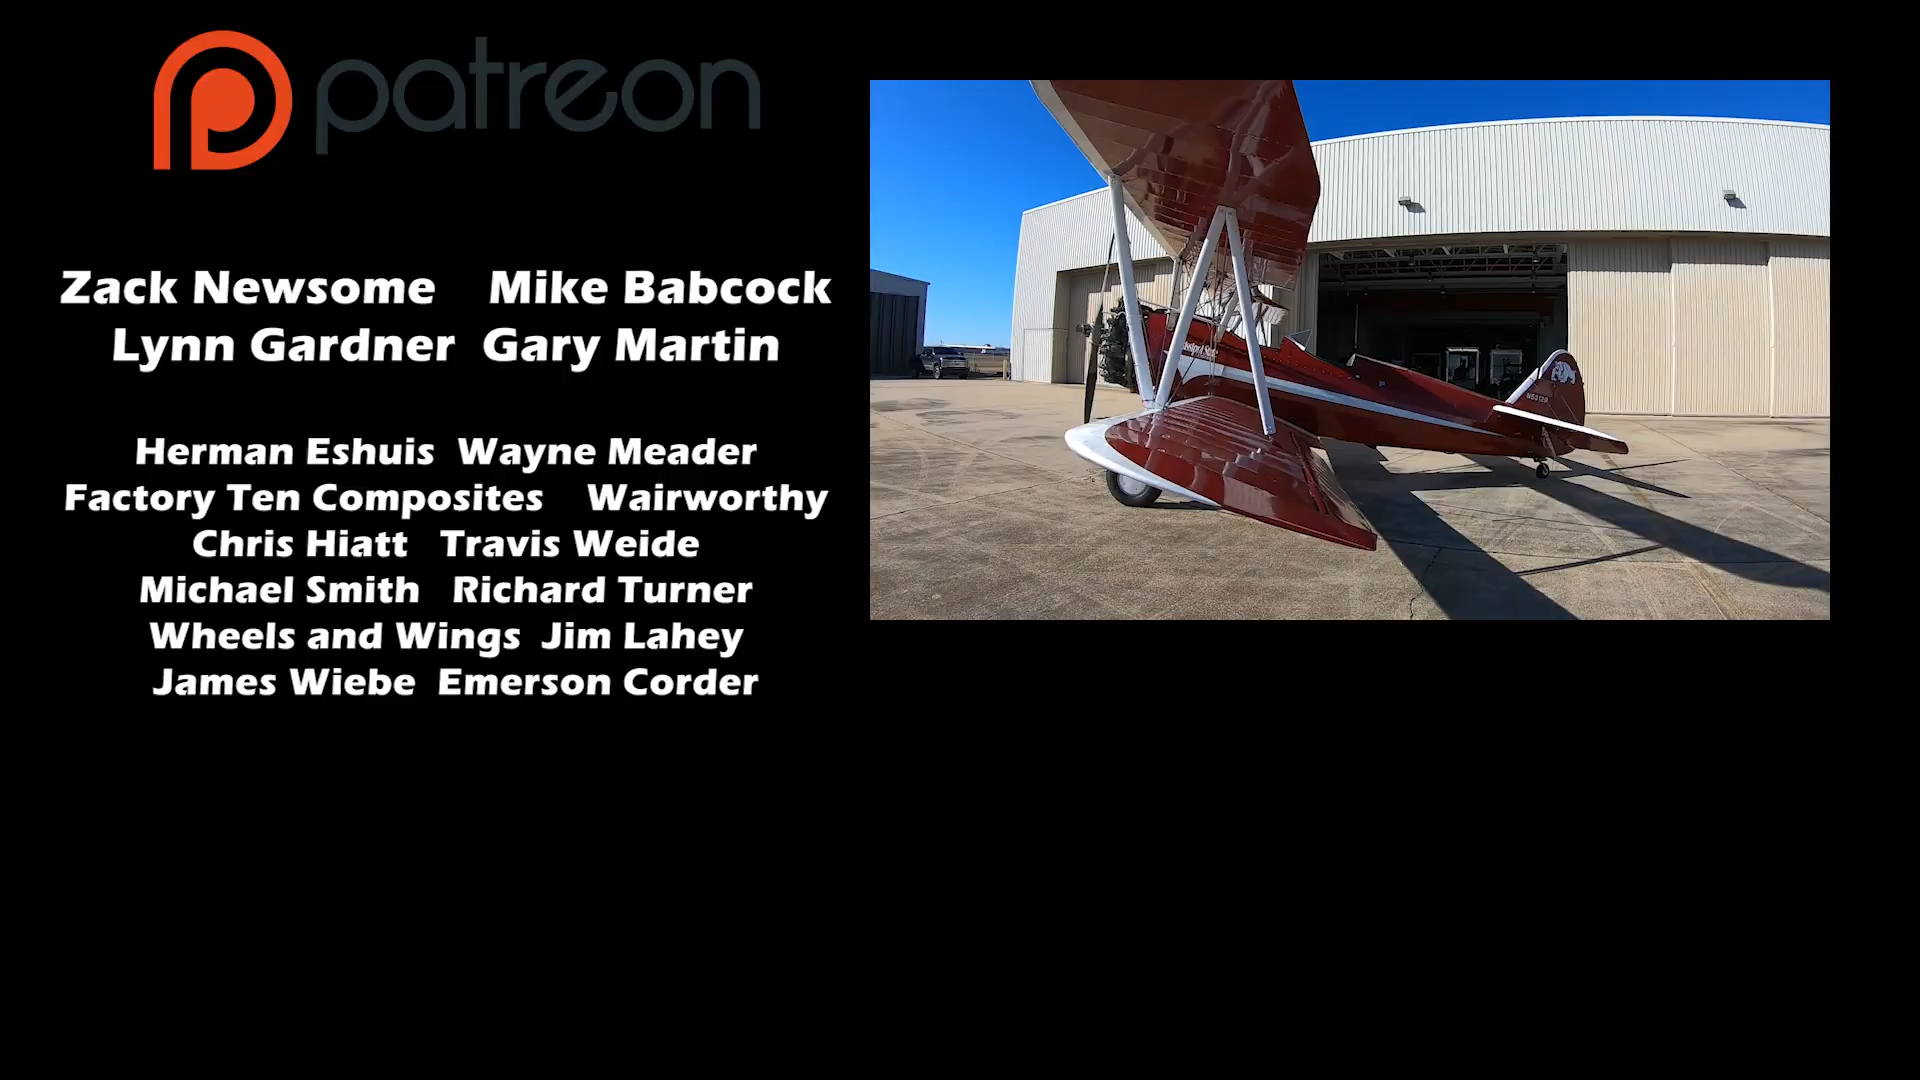 patreon
Zack Newsome Mike Babcock
Lynn Gardner Gary Martin
Herman Eshuis Wayne Meader
Factory Ten Composites Wairworthy
Chris Hiatt Travis Weide
Michael Smith Richard Turner
Wheels and Wings Jim Lahey
James Wiebe Emerson Corder